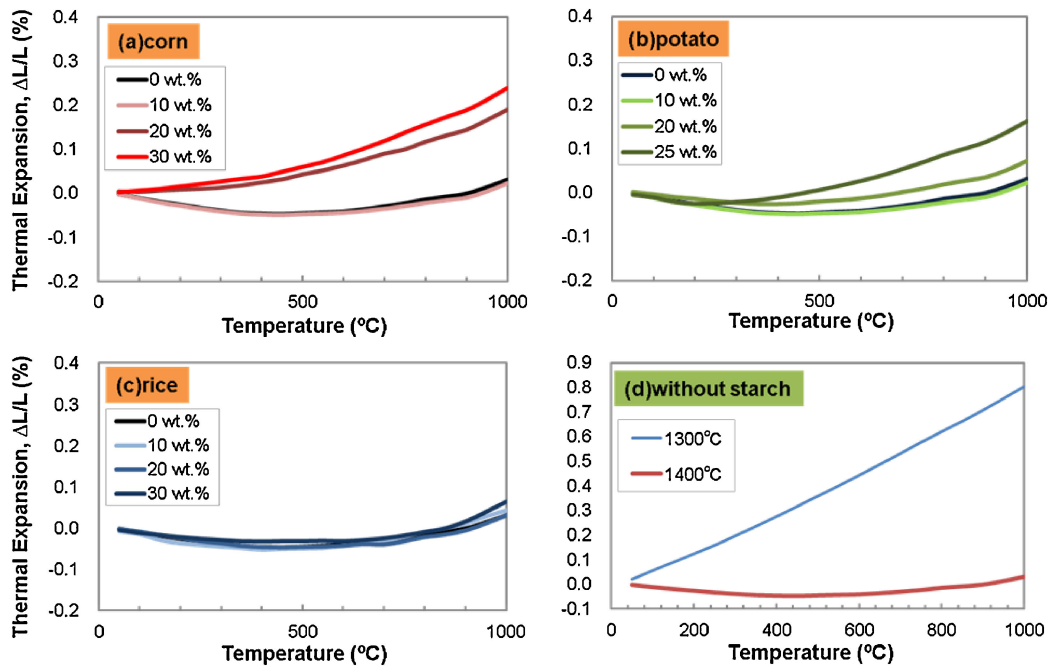 (a)corn
0 wt.%
10 wt.%
20 wt.%
30 wt.%
Thermal Expansion, ΔL/L (%)
0.4
0.3
0.2
0.1
0.0
-0.1
-0.2
0
500
1000
Temperature (ºC)
(b)potato
0 wt.%
10 wt.%
20 wt.%
25 wt.%
0.4
0.3
0.2
0.1
0.0
-0.1
-0.2
0
500
1000
Temperature (ºC)
(c)rice
0 wt.%
10 wt.%
20 wt.%
30 wt.%
Thermal Expansion, ΔL/L (%)
0.4
0.3
0.2
0.1
0.0
-0.1
-0.2
0
500
1000
Temperature (ºC)
(d)without starch
1300ºC
1400ºC
0.9
0.8
0.7
0.6
0.5
0.4
0.3
0.2
0.1
0.0
-0.1
0
200
400
600
800
1000
Temperature (ºC)